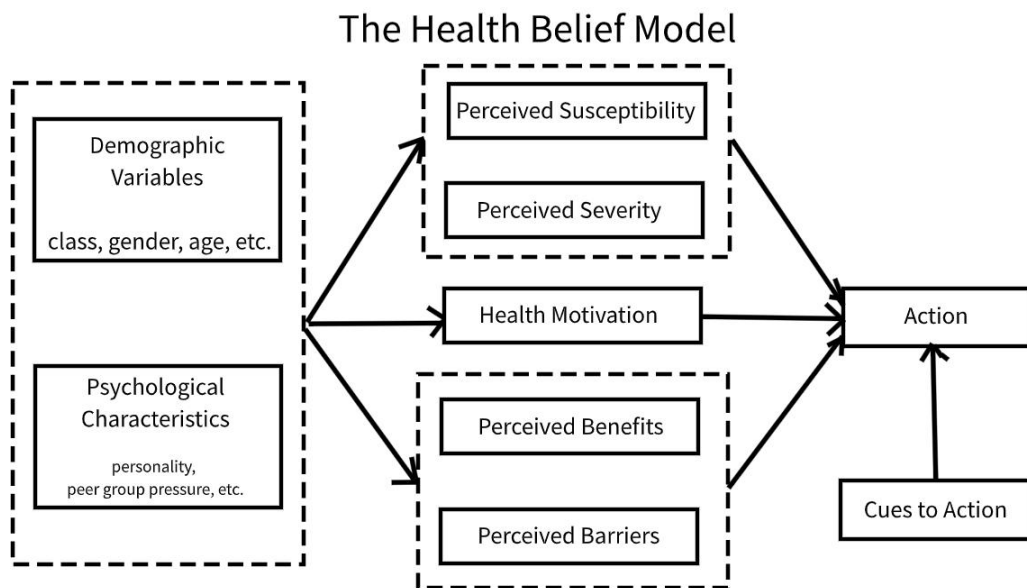 The Health Belief Model
Demographic
Variables
class, gender, age, etc.
Psychological
Characteristics
personality,
peer group pressure, etc.
Perceived Susceptibility
Perceived Severity
Health Motivation
Perceived Benefits
Perceived Barriers
Action
Cues to Action